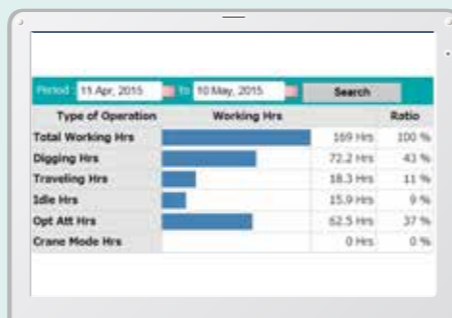 Period : 11 Apr, 2015 to 10 May, 2015 Search
Type of Operation Working Hrs Ratio
Total Working Hrs 169 Hrs 100 %
Digging Hrs 72.2 Hrs 43 %
Traveling Hrs 18.3 Hrs 11 %
Idle Hrs 15.9 Hrs 9 %
Opt Att Hrs 62.5 Hrs 37 %
Crane Mode Hrs 0 Hrs 0 %